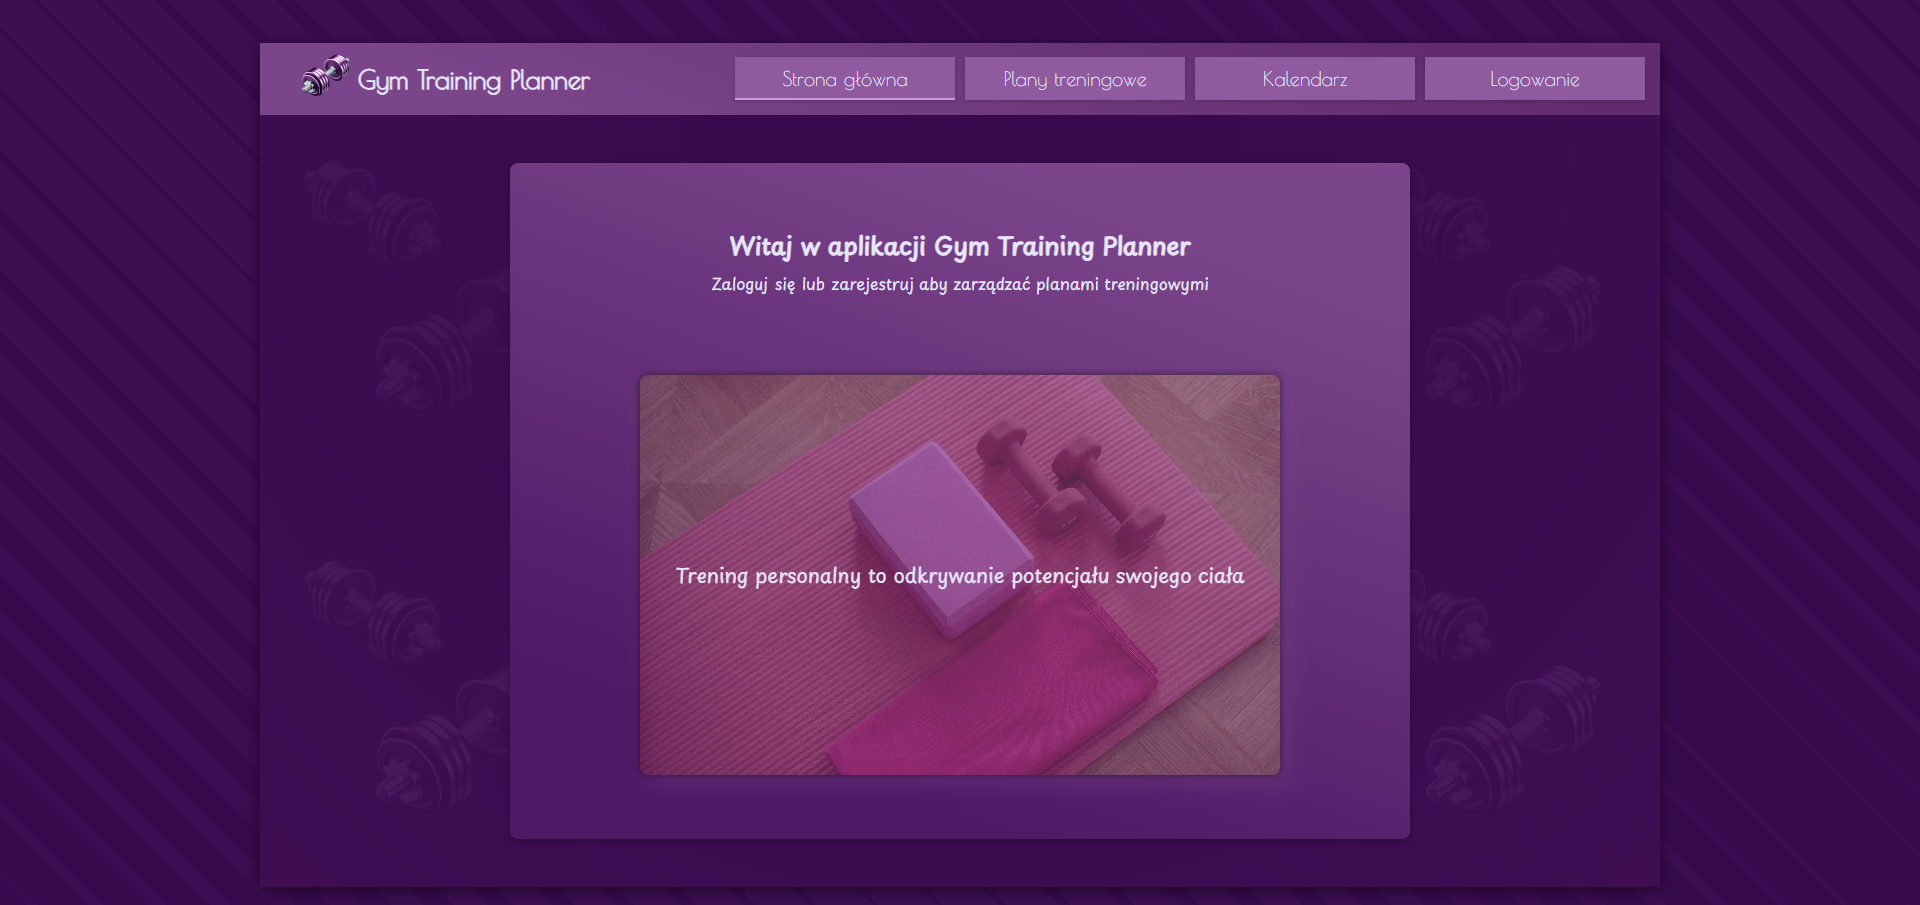 Gym Training Planner
Strona główna
Plany treningowe
Kalendarz
Logowanie
Witaj w aplikacji Gym Training Planner
Zaloguj się lub zarejestruj aby zarządzać planami treningowymi
Trening personalny to odkrywanie potencjału swojego ciała